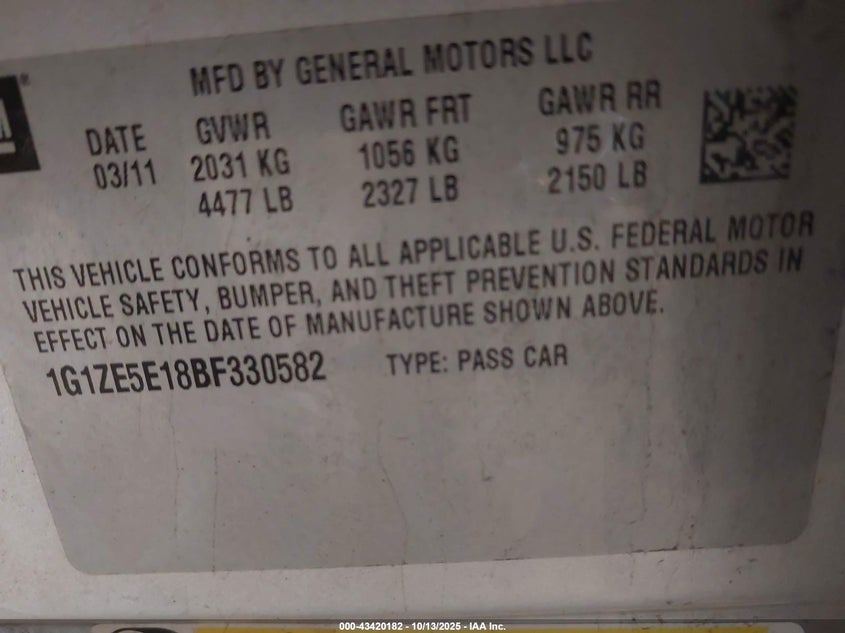 MFD BY GENERAL MOTORS LLC
DATE GVWR GAWR FRT GAWR RR
03/11 2031 KG 1056 KG 975 KG
4477 LB 2327 LB 2150 LB
THIS VEHICLE CONFORMS TO ALL APPLICABLE U.S. FEDERAL MOTOR
VEHICLE SAFETY, BUMPER, AND THEFT PREVENTION STANDARDS IN
EFFECT ON THE DATE OF MANUFACTURE SHOWN ABOVE.
1G1ZE5E18BF330582 TYPE: PASS CAR
000-43420182 - 10/13/2025 - IAA Inc.